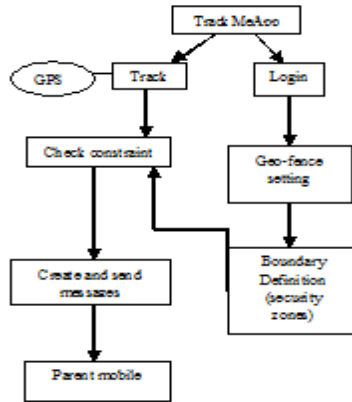 Track MeAoo
GPS
Track
Login
Check constraint
Geo-fence
setting
Create and send
messages
Boundary
Definition
(security
zones)
Parent mobile